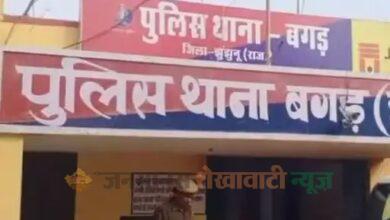 पुलिस थाना - बगड़
जिला-झुंझुनू (राज
पुलिस थाना बगड़ (
शेखावाटी न्यूज़